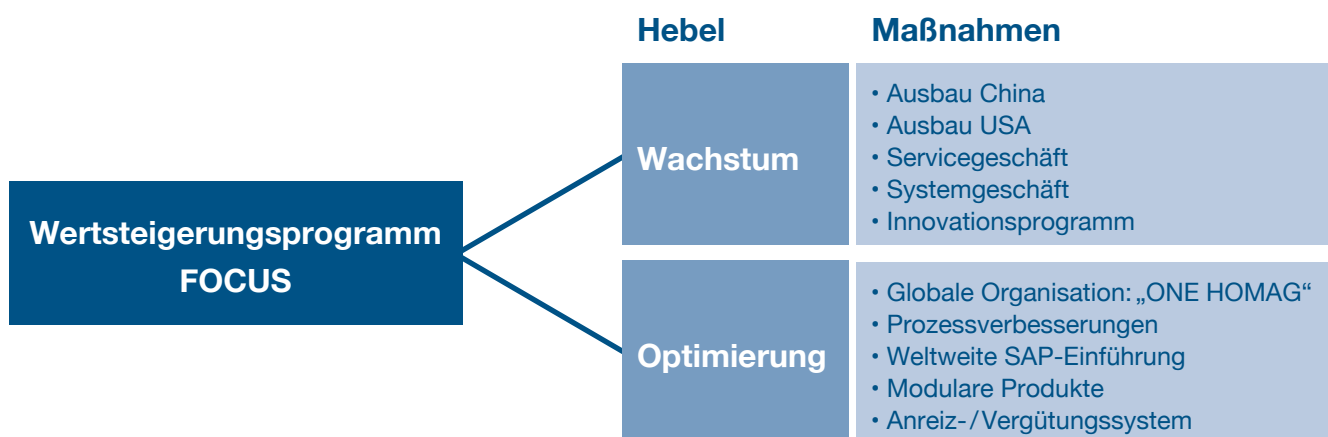 Hebel
Maßnahmen
Wertsteigerungsprogramm
FOCUS
Wachstum
• Ausbau China
• Ausbau USA
• Servicegeschäft
• Systemgeschäft
• Innovationsprogramm
Optimierung
• Globale Organisation: „ONE HOMAG“
• Prozessverbesserungen
• Weltweite SAP-Einführung
• Modulare Produkte
• Anreiz-/Vergütungssystem